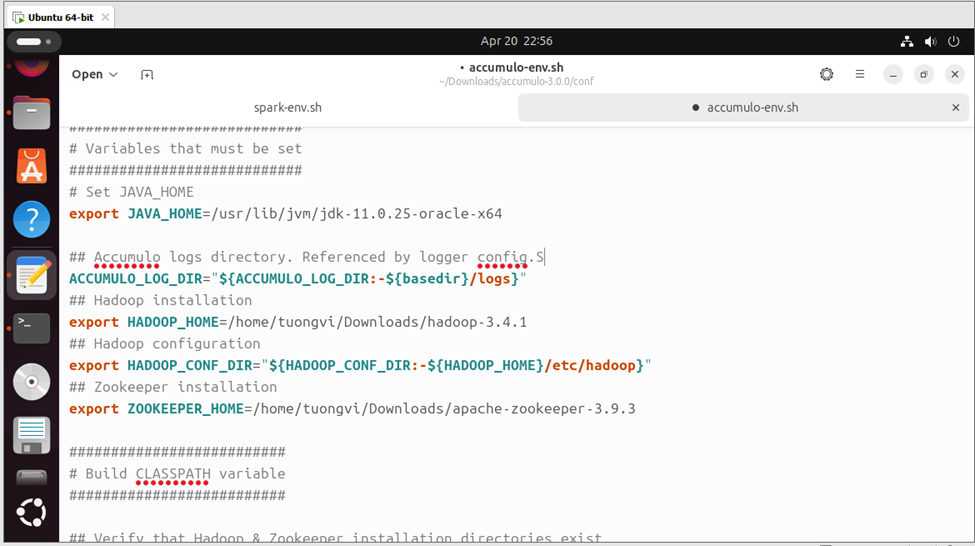 Ubuntu 64-bit
Apr 20 22:56
Open
• accumulo-env.sh
~/Downloads/accumulo-3.0.0/conf
spark-env.sh
accumulo-env.sh
############################
# Variables that must be set
############################
# Set JAVA_HOME
export JAVA_HOME=/usr/lib/jvm/jdk-11.0.25-oracle-x64
## Accumulo logs directory. Referenced by logger config.S
ACCUMULO_LOG_DIR="${ACCUMULO_LOG_DIR:-${basedir}/logs}"
## Hadoop installation
export HADOOP_HOME=/home/tuongvi/Downloads/hadoop-3.4.1
## Hadoop configuration
export HADOOP_CONF_DIR="${HADOOP_CONF_DIR:-${HADOOP_HOME}/etc/hadoop}"
## Zookeeper installation
export ZOOKEEPER_HOME=/home/tuongvi/Downloads/apache-zookeeper-3.9.3
##########################
# Build CLASSPATH variable
##########################
## Verify that Hadoop & Zookeeper installation directories exist